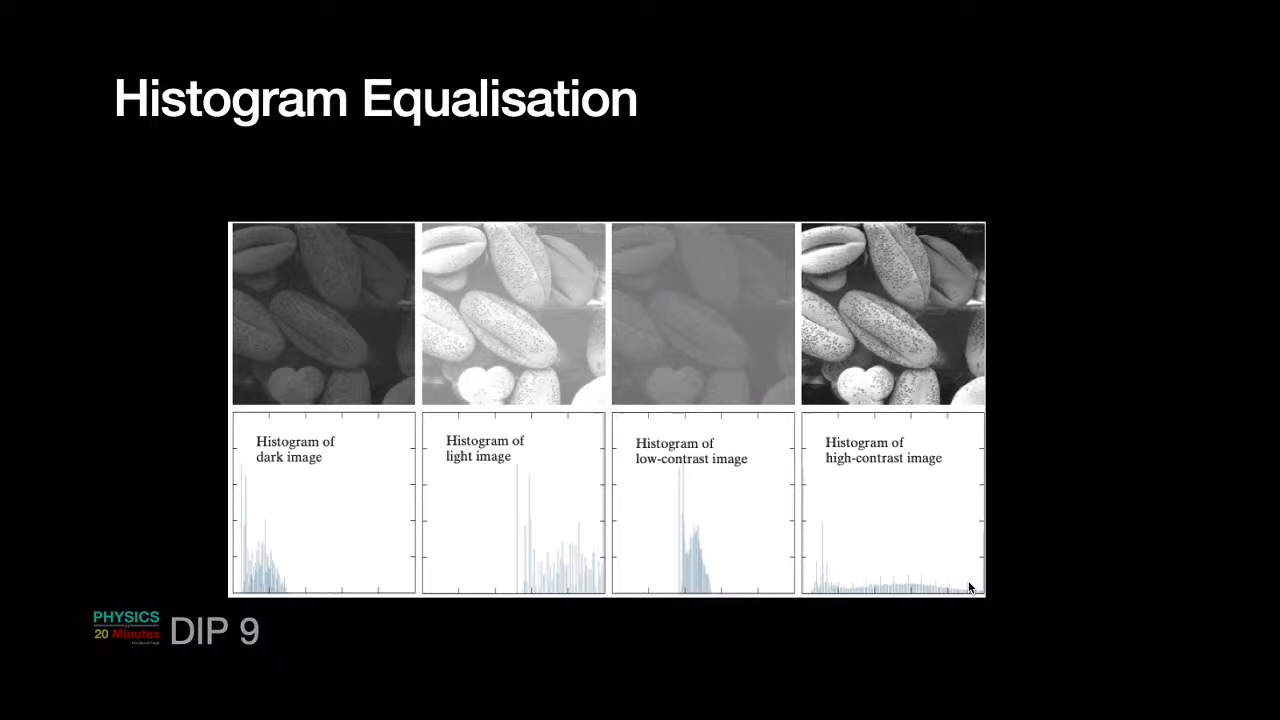 Histogram Equalisation
Histogram of
dark image
Histogram of
light image
Histogram of
low-contrast image
Histogram of
high-contrast image
PHYSICS
20 Minutes
DIP 9